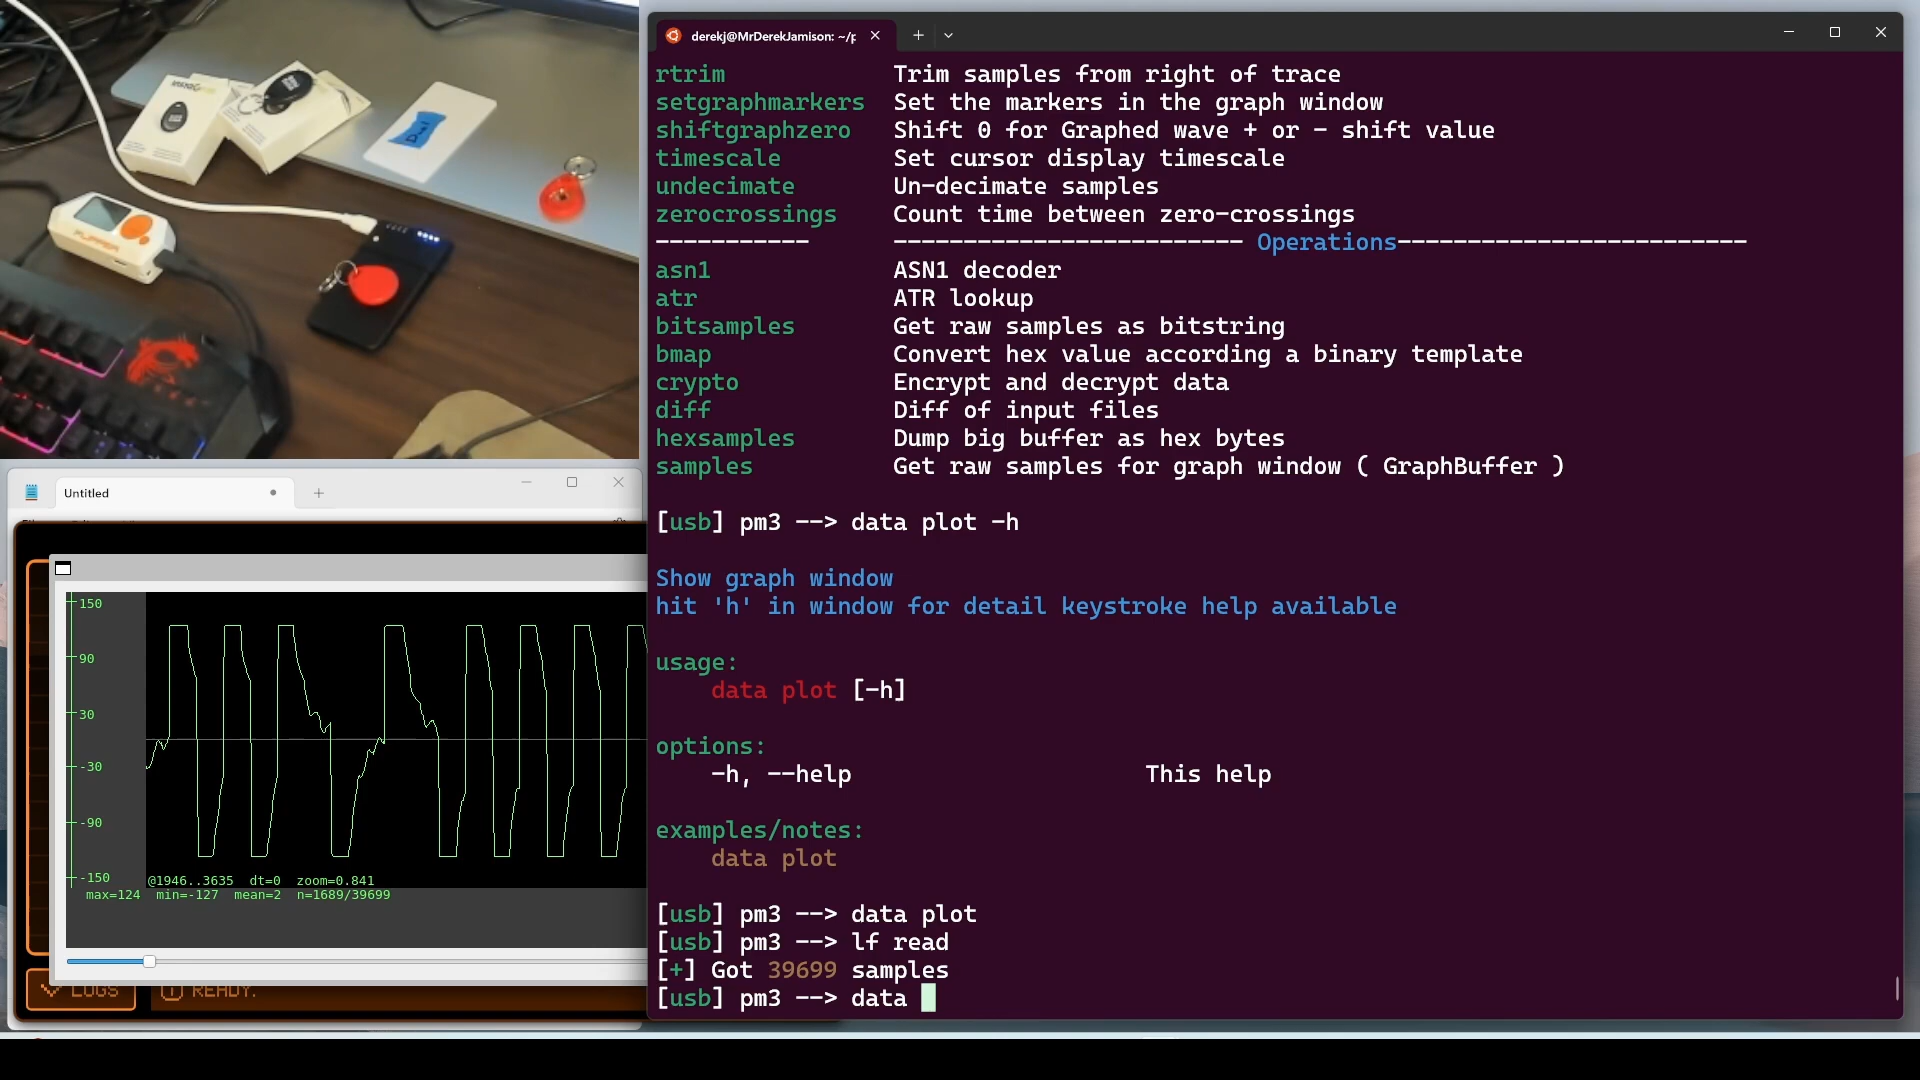 Dual
FLIPPER
Untitled
150
90
30
-30
-90
-150
@1946..3635 dt=0 zoom=0.841
max=124 min=-127 mean=2 n=1689/39699
LOGS
READY.
derekj@MrDerekJamison: ~/p
rtrim Trim samples from right of trace
setgraphmarkers Set the markers in the graph window
shiftgraphzero Shift 0 for Graphed wave + or - shift value
timescale Set cursor display timescale
undecimate Un-decimate samples
zerocrossings Count time between zero-crossings
----------- ------------------------- Operations-------------------------
asn1 ASN1 decoder
atr ATR lookup
bitsamples Get raw samples as bitstring
bmap Convert hex value according a binary template
crypto Encrypt and decrypt data
diff Diff of input files
hexsamples Dump big buffer as hex bytes
samples Get raw samples for graph window ( GraphBuffer )
[usb] pm3 --> data plot -h
Show graph window
hit 'h' in window for detail keystroke help available
usage:
data plot [-h]
options:
-h, --help This help
examples/notes:
data plot
[usb] pm3 --> data plot
[usb] pm3 --> lf read
[+] Got 39699 samples
[usb] pm3 --> data